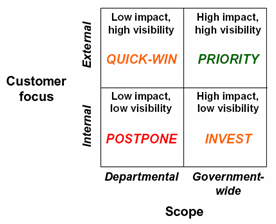 Customer
focus
External
Internal
Low impact,
high visibility
QUICK-WIN
High impact,
high visibility
PRIORITY
Low impact,
low visibility
POSTPONE
High impact,
low visibility
INVEST
Departmental
Government-
wide
Scope